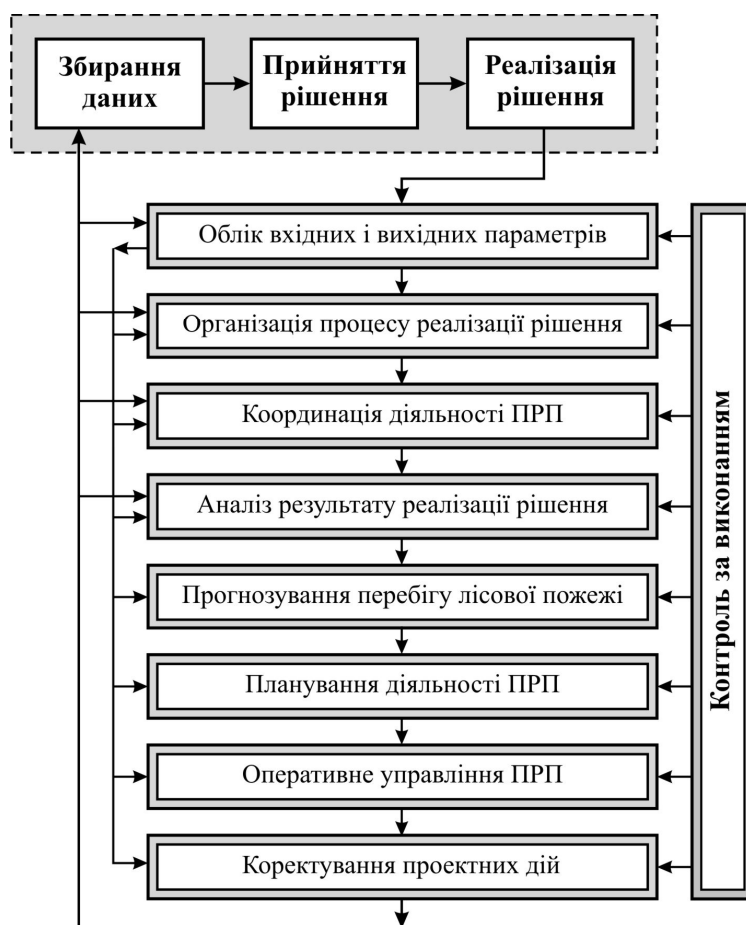 Збирання
даних
Прийняття
рішення
Реалізація
рішення
Облік вхідних і вихідних параметрів
Організація процесу реалізації рішення
Координація діяльності ПРП
Аналіз результату реалізації рішення
Прогнозування перебігу лісової пожежі
Планування діяльності ПРП
Оперативне управління ПРП
Коректування проектних дій
Контроль за виконанням